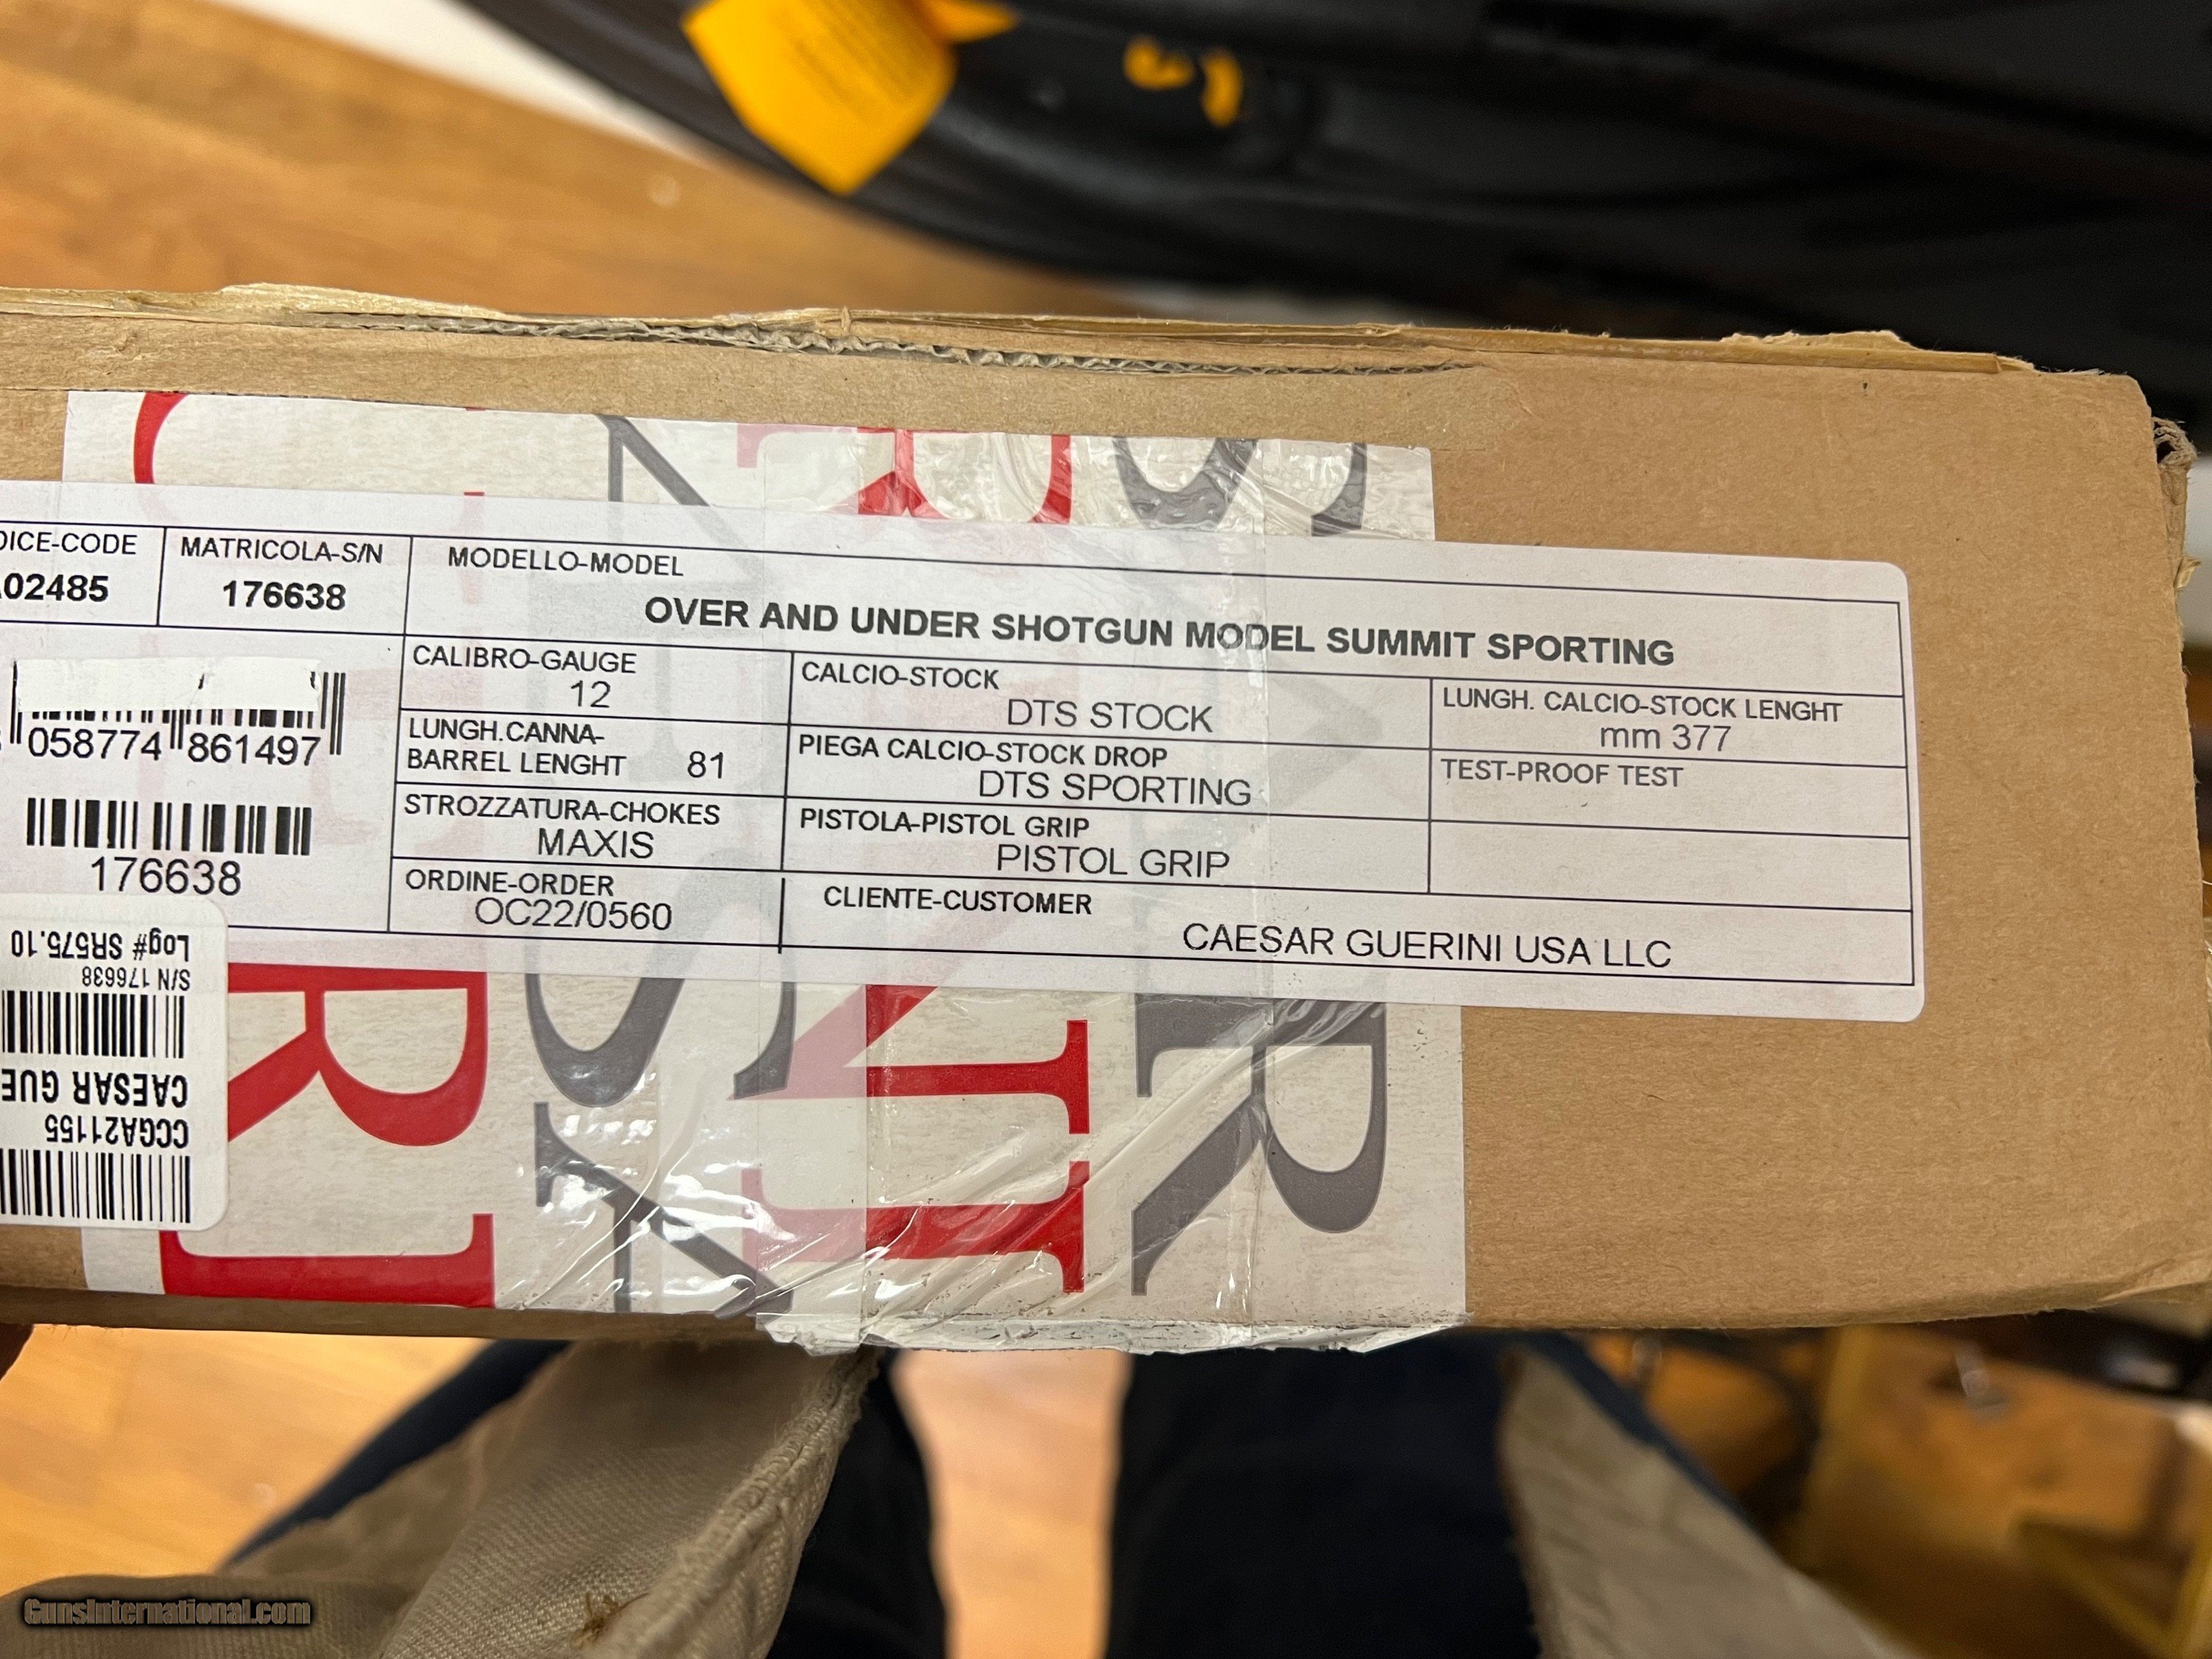 MATRICOLA-S/N
176638
MODELLO-MODEL
OVER AND UNDER SHOTGUN MODEL SUMMIT SPORTING
DICE-CODE
02485
CALIBRO-GAUGE
12
CALCIO-STOCK
DTS STOCK
LUNGH. CALCIO-STOCK LENGHT
mm 377
LUNGH.CANNA-
BARREL LENGHT 81
PIEGA CALCIO-STOCK DROP
DTS SPORTING
TEST-PROOF TEST
STROZZATURA-CHOKES
MAXIS
PISTOLA-PISTOL GRIP
PISTOL GRIP
ORDINE-ORDER
OC22/0560
CLIENTE-CUSTOMER
CAESAR GUERINI USA LLC
058774 861497
176638
CCGA21155
CAESAR GUE
S/N 176638
Log# SR575.10
GunsInternational.com